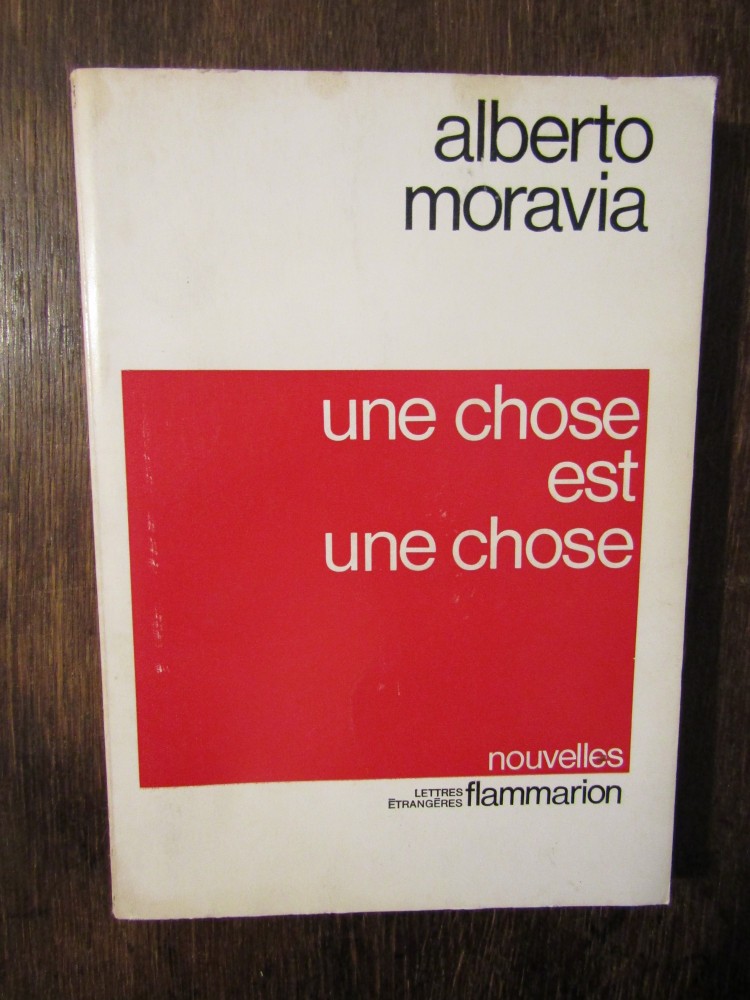 alberto
moravia
une chose
est
une chose
nouvelles
LETTRES
ÉTRANGÈRES flammarion